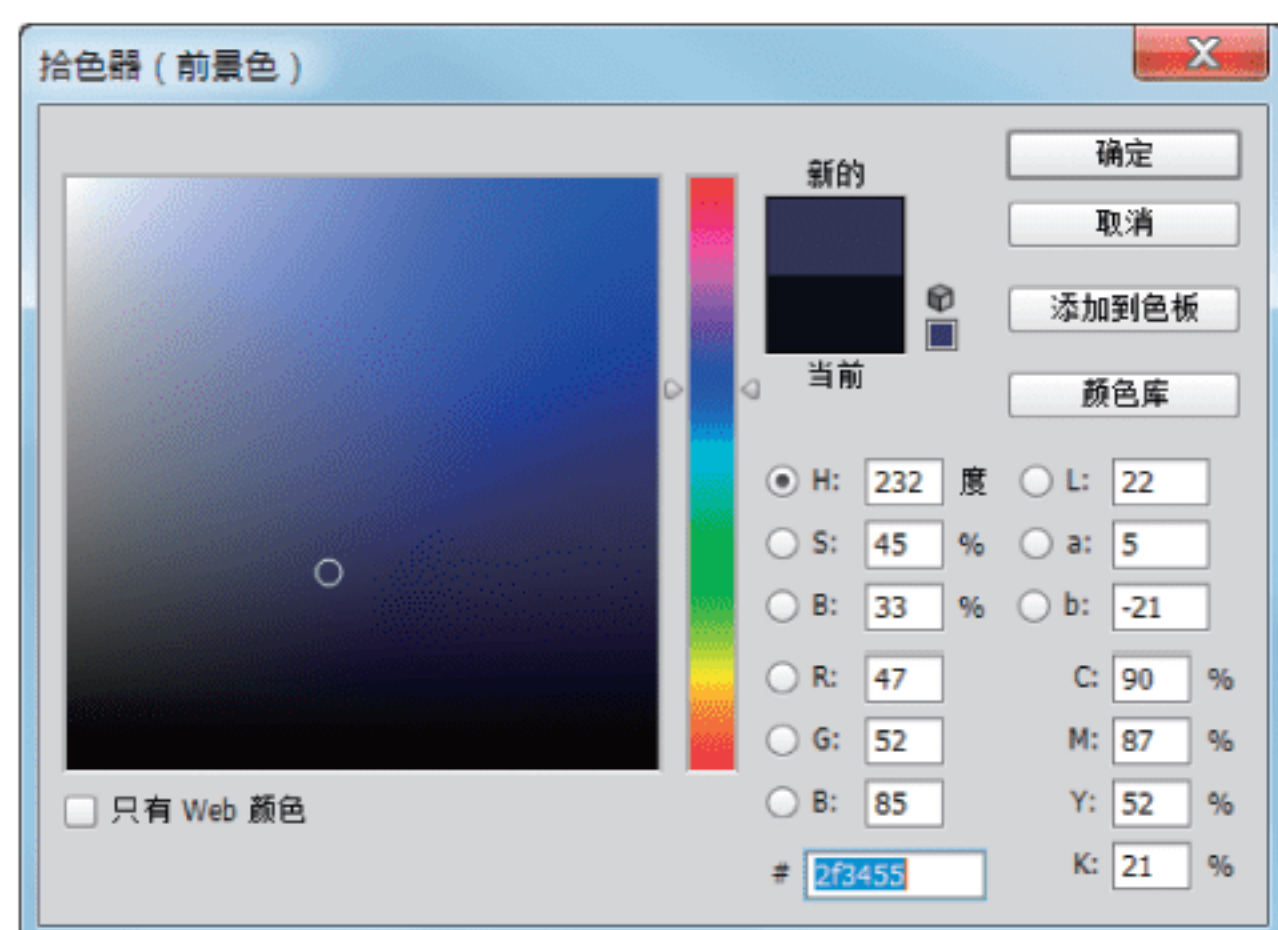 拾色器（前景色）
新的
当前
确定
取消
添加到色板
颜色库
H: 232 度
S: 45 %
B: 33 %
R: 47
G: 52
B: 85
# 2f3455
L: 22
a: 5
b: -21
C: 90 %
M: 87 %
Y: 52 %
K: 21 %
只有 Web 颜色